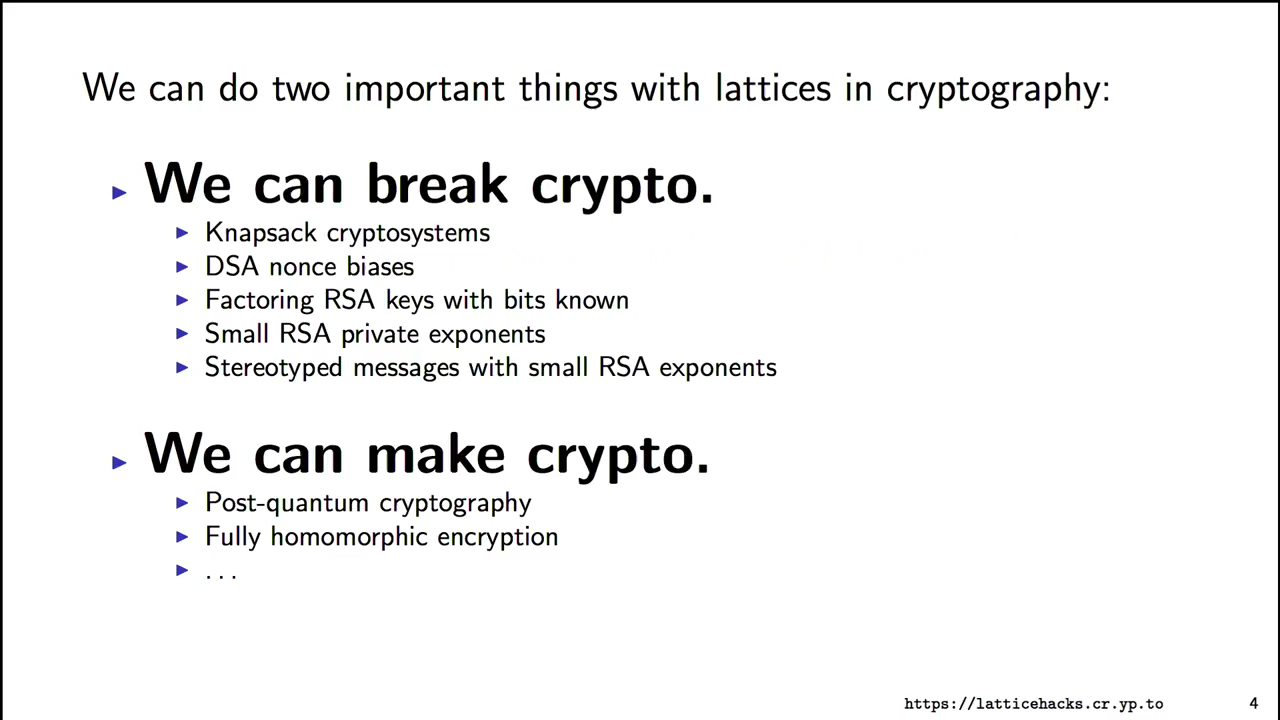 We can do two important things with lattices in cryptography:
▶ We can break crypto.
▶ Knapsack cryptosystems
▶ DSA nonce biases
▶ Factoring RSA keys with bits known
▶ Small RSA private exponents
▶ Stereotyped messages with small RSA exponents
▶ We can make crypto.
▶ Post-quantum cryptography
▶ Fully homomorphic encryption
▶ ...
https://latticehacks.cr.yp.to 4